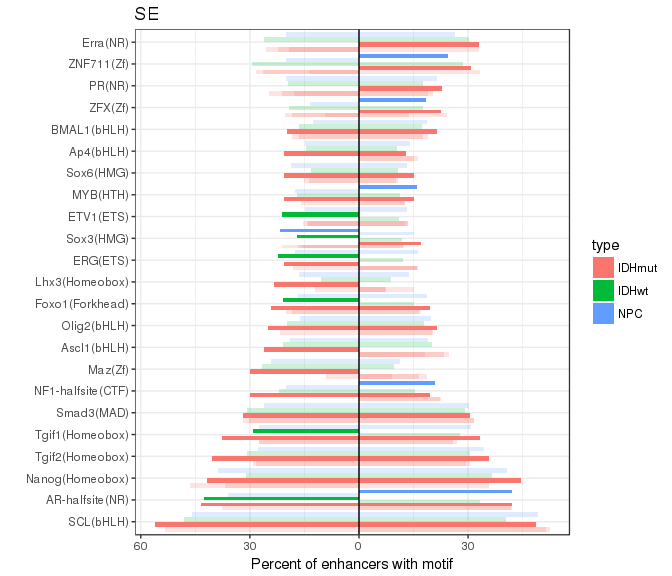 SE
Erra(NR)
ZNF711(Zf)
PR(NR)
ZFX(Zf)
BMAL1(bHLH)
Ap4(bHLH)
Sox6(HMG)
MYB(HTH)
ETV1(ETS)
Sox3(HMG)
ERG(ETS)
Lhx3(Homeobox)
Foxo1(Forkhead)
Olig2(bHLH)
Ascl1(bHLH)
Maz(Zf)
NF1-halfsite(CTF)
Smad3(MAD)
Tgif1(Homeobox)
Tgif2(Homeobox)
Nanog(Homeobox)
AR-halfsite(NR)
SCL(bHLH)
60 30 0 30
Percent of enhancers with motif
type
IDHmut
IDHwt
NPC